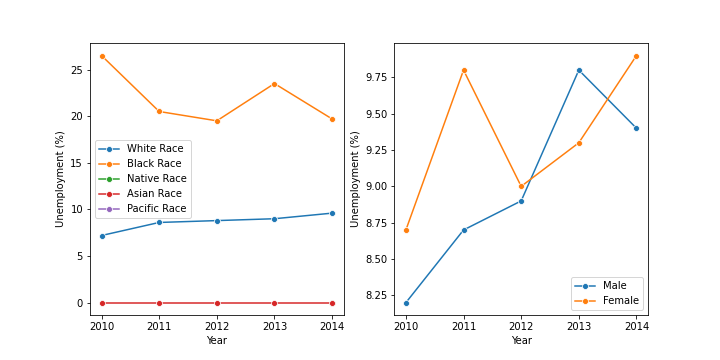 Unemployment (%)
25
20
15
10
5
0
White Race
Black Race
Native Race
Asian Race
Pacific Race
2010 2011 2012 2013 2014
Year
Unemployment (%)
9.75
9.50
9.25
9.00
8.75
8.50
8.25
Male
Female
2010 2011 2012 2013 2014
Year